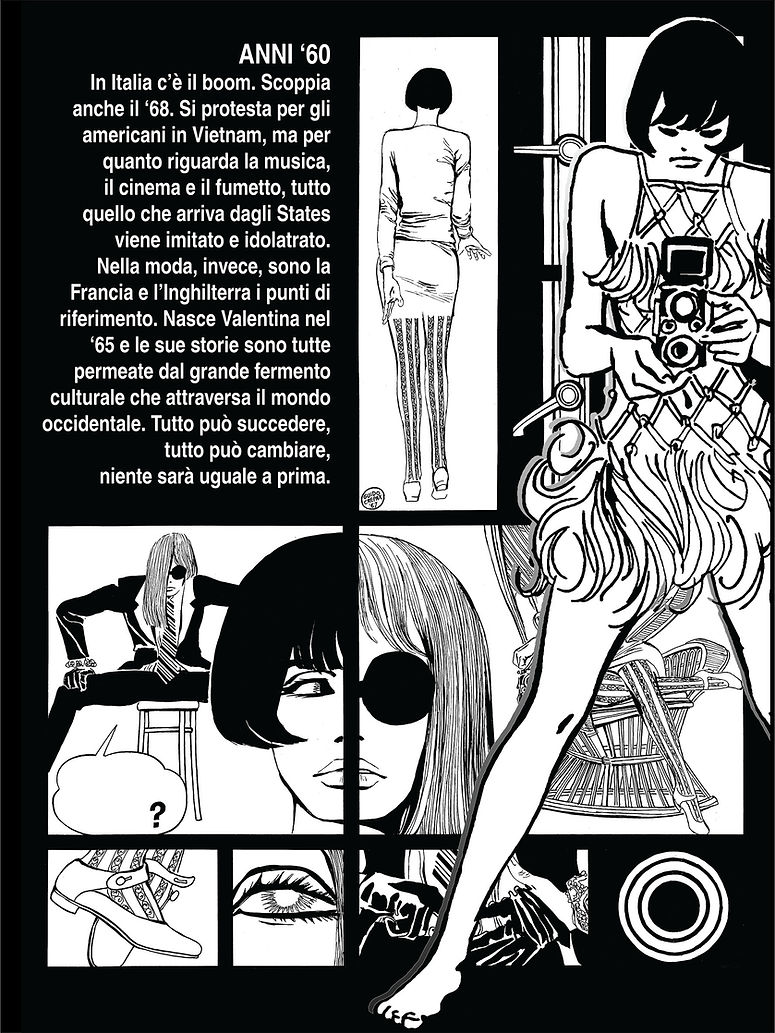 ANNI ‘60
In Italia c’è il boom. Scoppia
anche il ‘68. Si protesta per gli
americani in Vietnam, ma per
quanto riguarda la musica,
il cinema e il fumetto, tutto
quello che arriva dagli States
viene imitato e idolatrato.
Nella moda, invece, sono la
Francia e l’Inghilterra i punti di
riferimento. Nasce Valentina nel
‘65 e le sue storie sono tutte
permeate dal grande fermento
culturale che attraversa il mondo
occidentale. Tutto può succedere,
tutto può cambiare,
niente sarà uguale a prima.
GUIDO
CREPAX
67
?